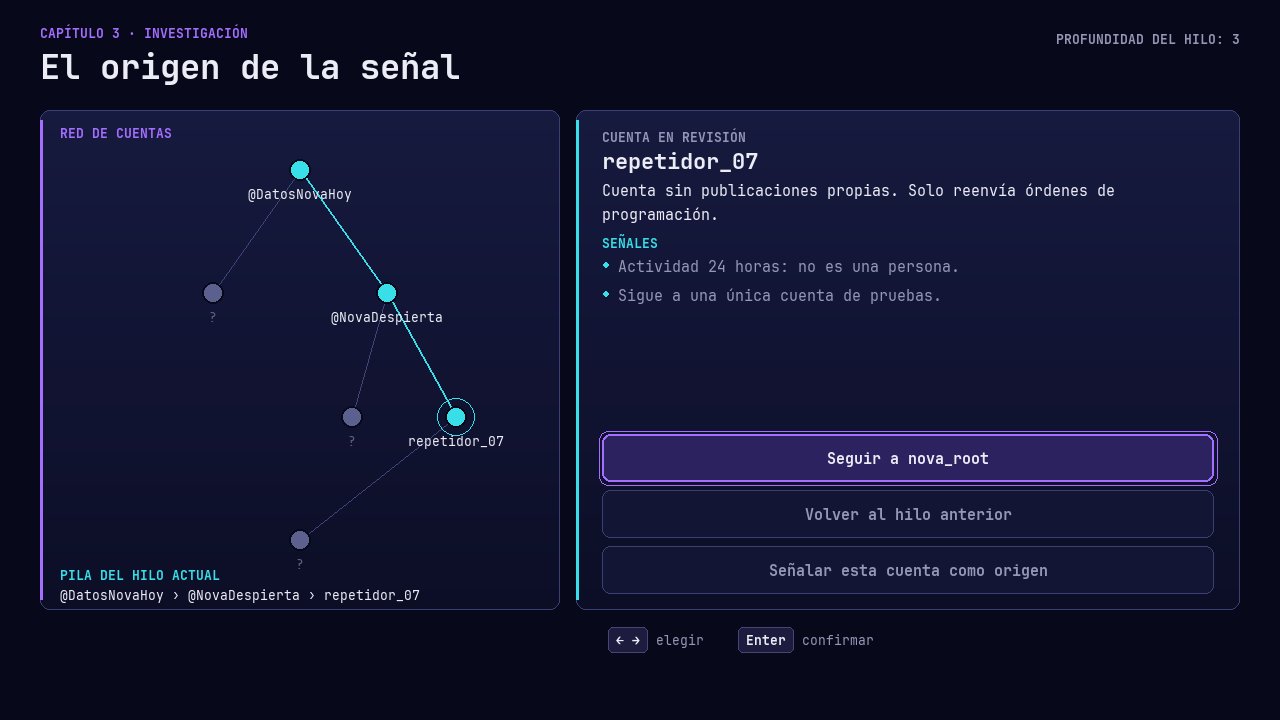 CAPÍTULO 3 · INVESTIGACIÓN
El origen de la señal
PROFUNDIDAD DEL HILO: 3
RED DE CUENTAS
@DatosNovaHoy
?
@NovaDespierta
?
repetidor_07
?
PILA DEL HILO ACTUAL
@DatosNovaHoy › @NovaDespierta › repetidor_07
CUENTA EN REVISIÓN
repetidor_07
Cuenta sin publicaciones propias. Solo reenvía órdenes de
programación.
SEÑALES
Actividad 24 horas: no es una persona.
Sigue a una única cuenta de pruebas.
Seguir a nova_root
Volver al hilo anterior
Señalar esta cuenta como origen
← → elegir Enter confirmar